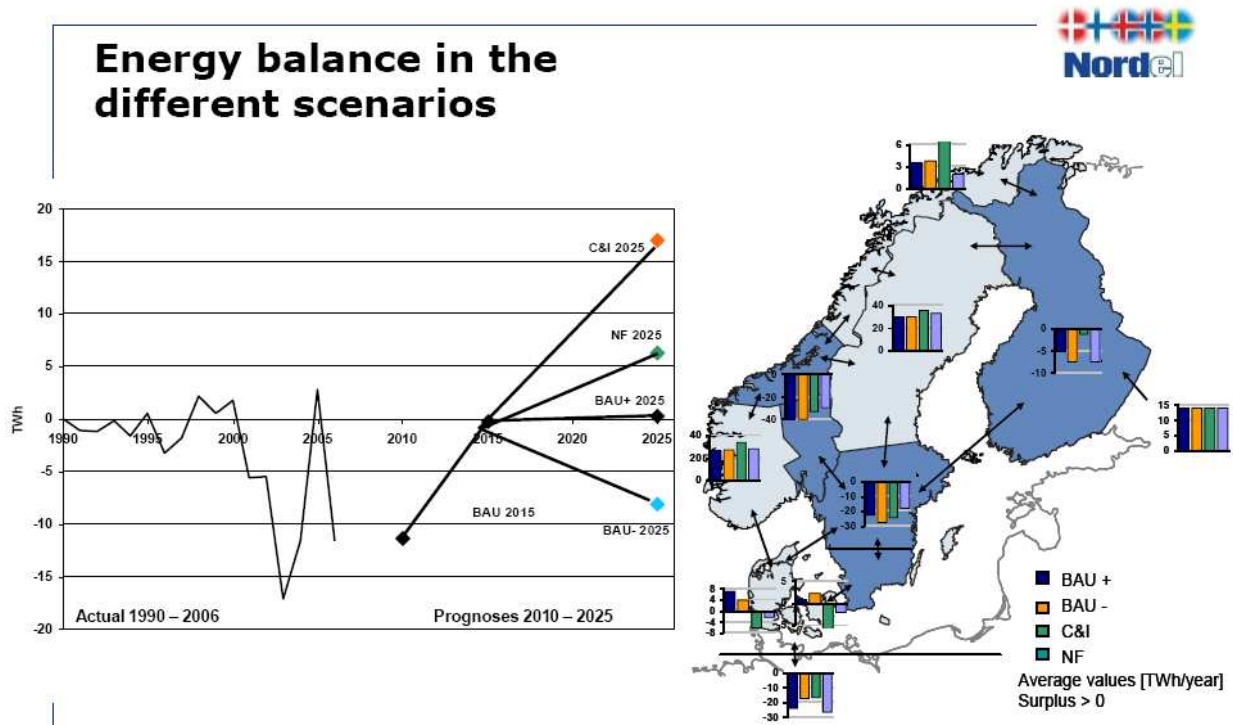 Energy balance in the
different scenarios
Nordel
20
15
10
5
0
-5
-10
-15
-20
TWh
1990
1995
2000
2005
2010
2015
2020
2025
C&I 2025
NF 2025
BAU+ 2025
BAU 2015
BAU- 2025
Actual 1990 – 2006
Prognoses 2010 – 2025
6
3
0
40
20
0
0
-5
-10
0
-20
-40
15
10
5
0
40
20
0
0
-10
-20
-30
8
4
0
-4
-8
5
0
-10
-20
-30
BAU +
BAU -
C&I
NF
Average values [TWh/year]
Surplus > 0